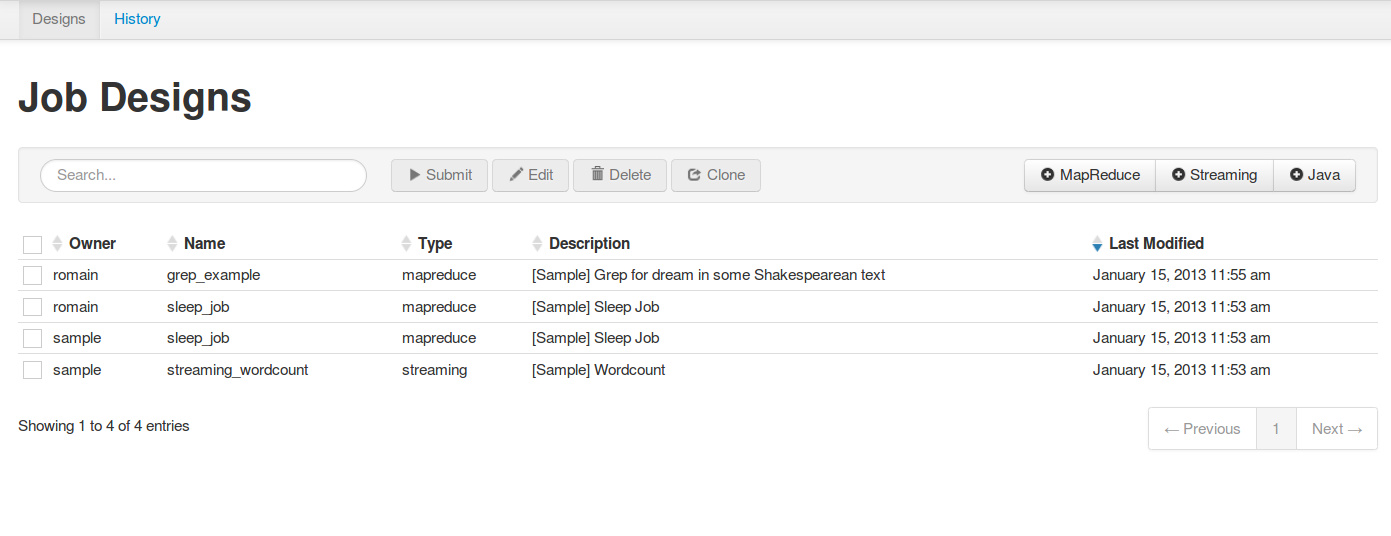 Designs History
Job Designs
Search... Submit Edit Delete Clone MapReduce Streaming Java
Owner Name Type Description Last Modified
romain grep_example mapreduce [Sample] Grep for dream in some Shakespearean text January 15, 2013 11:55 am
romain sleep_job mapreduce [Sample] Sleep Job January 15, 2013 11:53 am
sample sleep_job mapreduce [Sample] Sleep Job January 15, 2013 11:53 am
sample streaming_wordcount streaming [Sample] Wordcount January 15, 2013 11:53 am
Showing 1 to 4 of 4 entries ← Previous 1 Next →